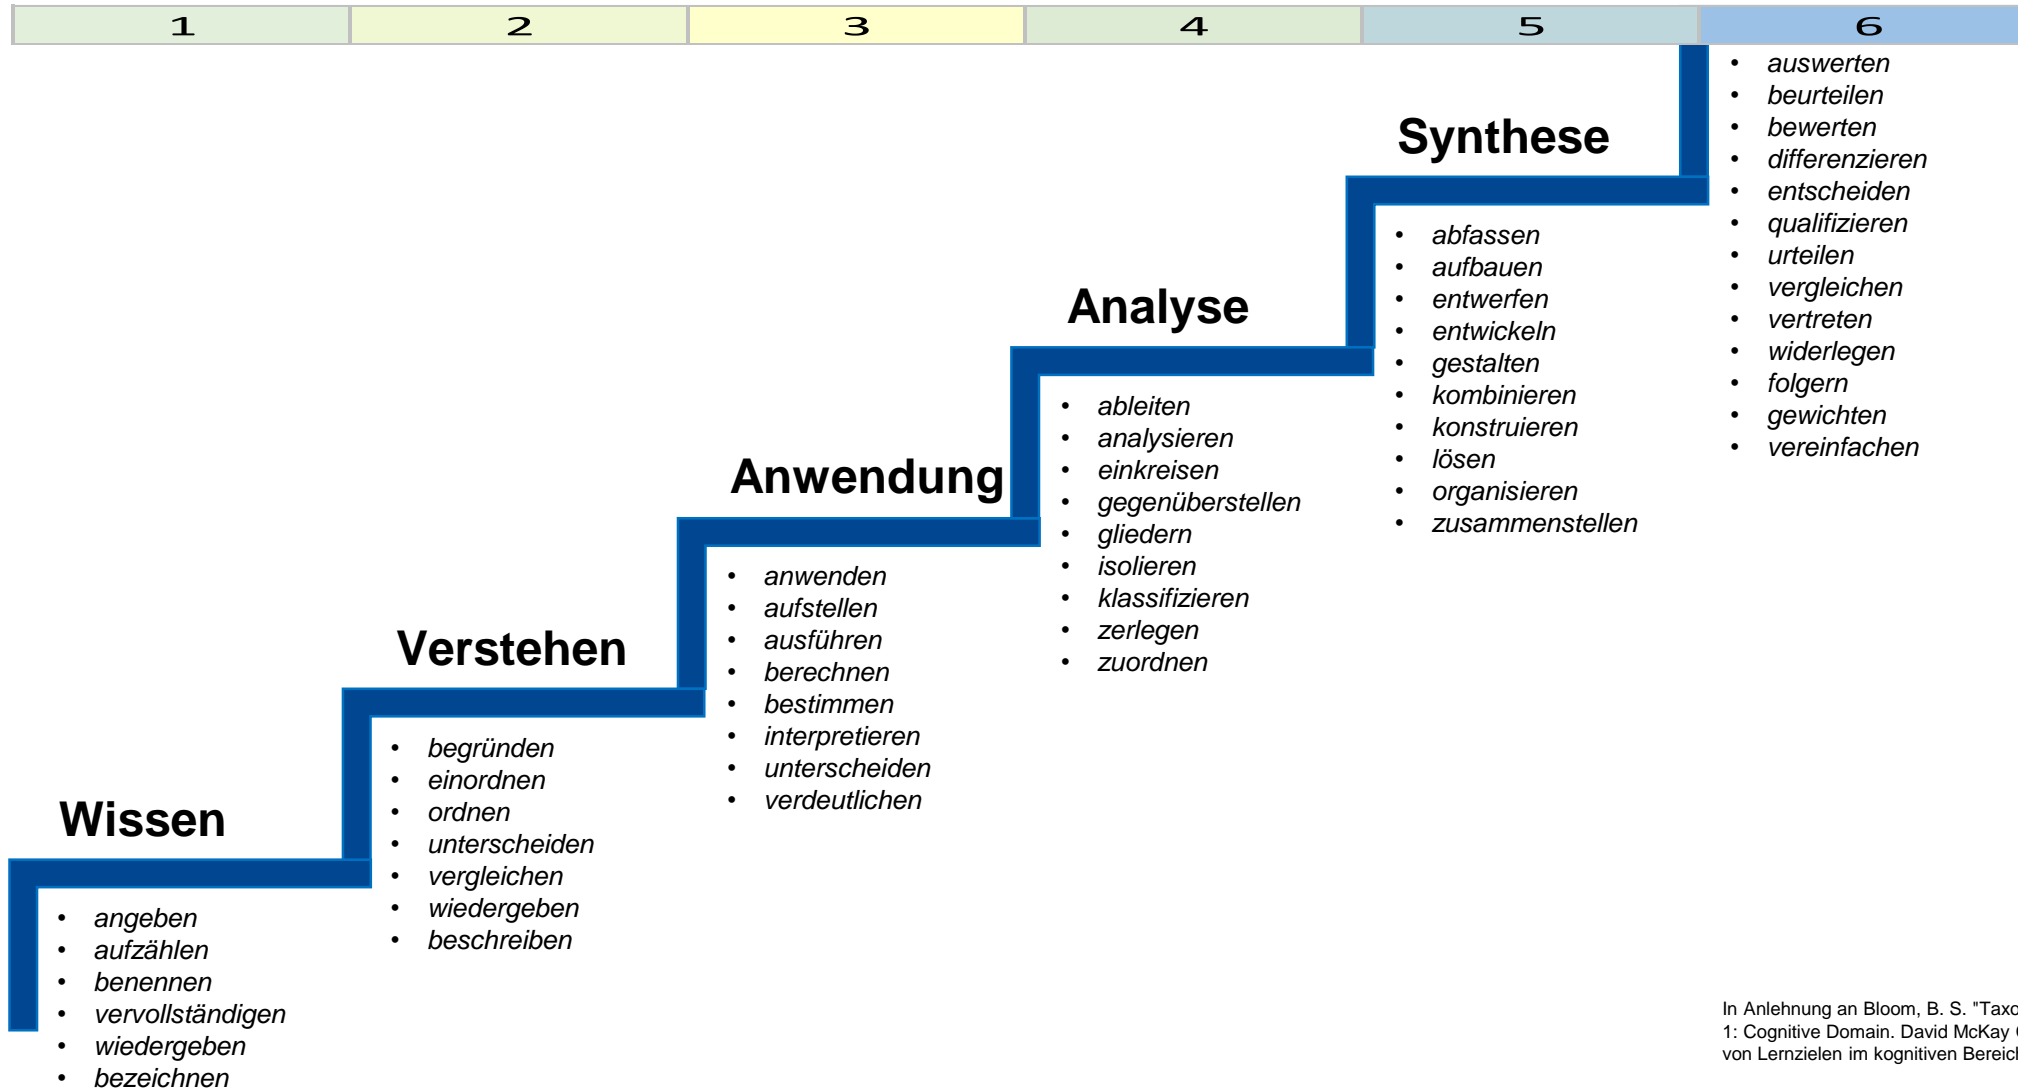 1 2 3 4 5 6
Wissen
• angeben
• aufzählen
• benennen
• vervollständigen
• wiedergeben
• bezeichnen
Verstehen
• begründen
• einordnen
• ordnen
• unterscheiden
• vergleichen
• wiedergeben
• beschreiben
Anwendung
• anwenden
• aufstellen
• ausführen
• berechnen
• bestimmen
• interpretieren
• unterscheiden
• verdeutlichen
Analyse
• ableiten
• analysieren
• einkreisen
• gegenüberstellen
• gliedern
• isolieren
• klassifizieren
• zerlegen
• zuordnen
Synthese
• abfassen
• aufbauen
• entwerfen
• entwickeln
• gestalten
• kombinieren
• konstruieren
• lösen
• organisieren
• zusammenstellen
• auswerten
• beurteilen
• bewerten
• differenzieren
• entscheiden
• qualifizieren
• urteilen
• vergleichen
• vertreten
• widerlegen
• folgern
• gewichten
• vereinfachen
In Anlehnung an Bloom, B. S. "Taxo
1: Cognitive Domain. David McKay
von Lernzielen im kognitiven Bereich